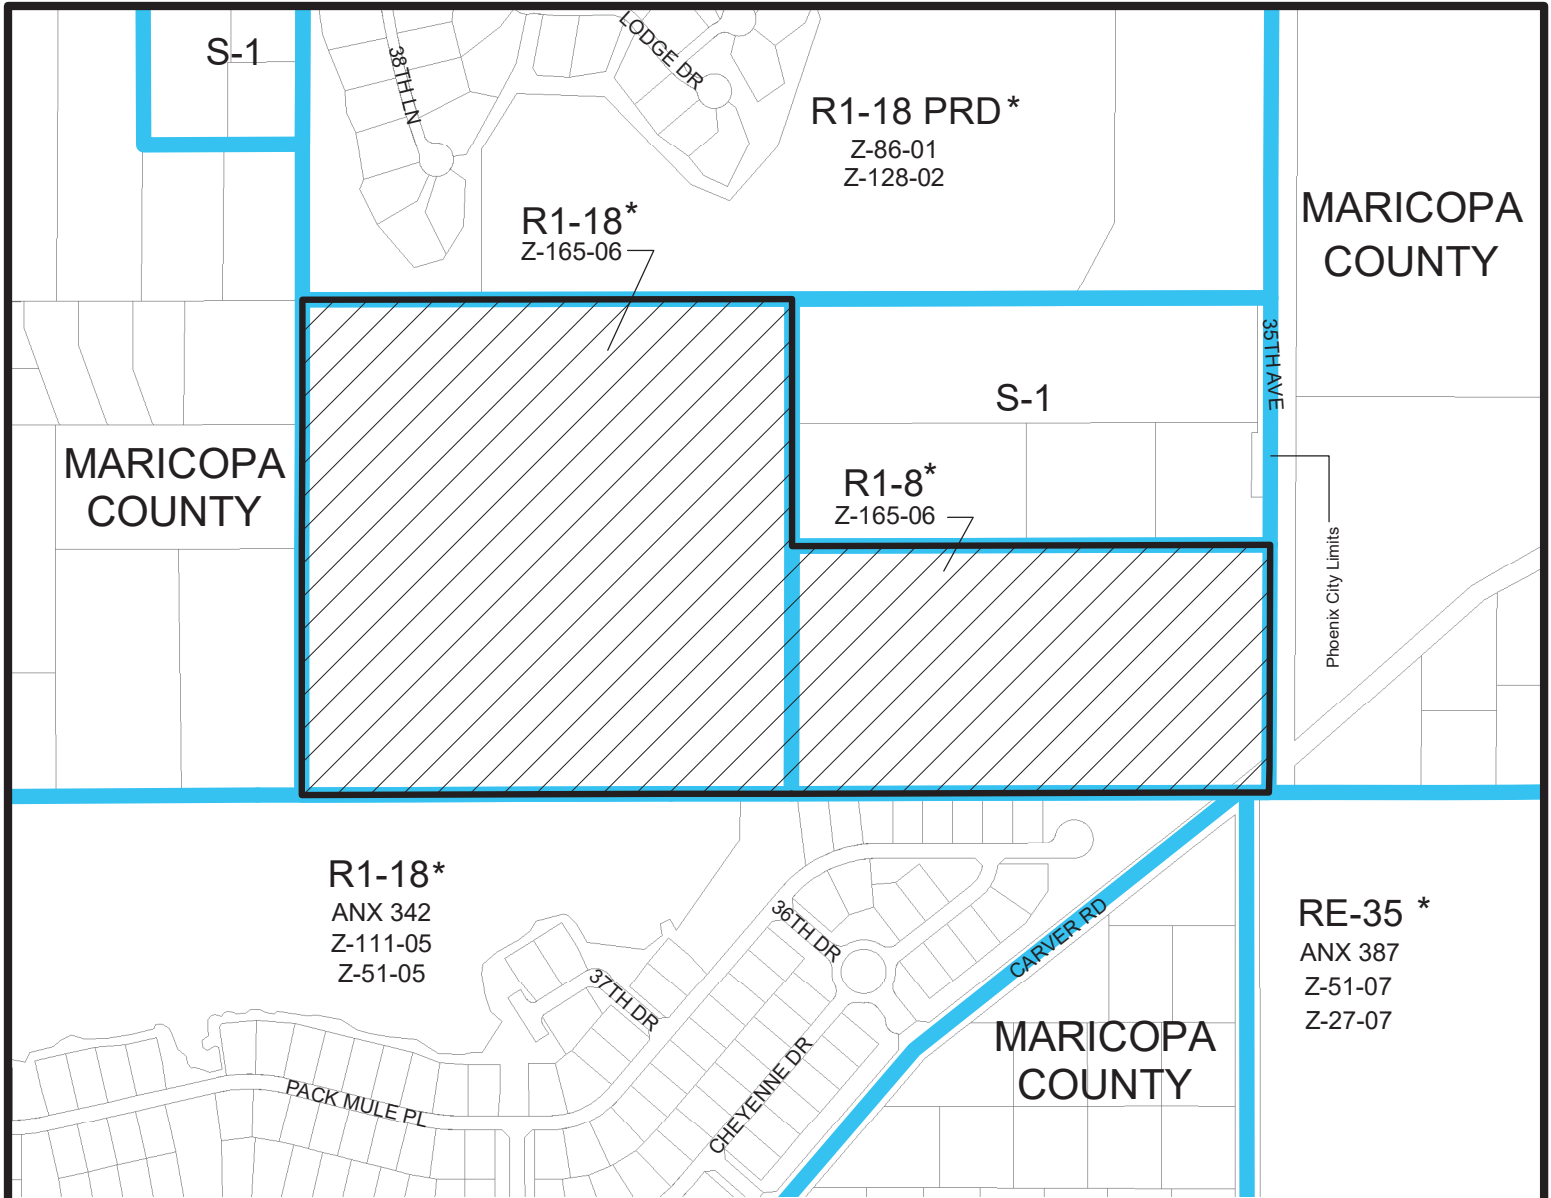 S-1
38TH LN
LODGE DR
R1-18 PRD*
Z-86-01
Z-128-02
R1-18*
Z-165-06
MARICOPA
COUNTY
35TH AVE
S-1
MARICOPA
COUNTY
R1-8*
Z-165-06
Phoenix City Limits
R1-18*
ANX 342
Z-111-05
Z-51-05
36TH DR
37TH DR
CARVER RD
RE-35 *
ANX 387
Z-51-07
Z-27-07
MARICOPA
COUNTY
PACK MULE PL
CHEYENNE DR